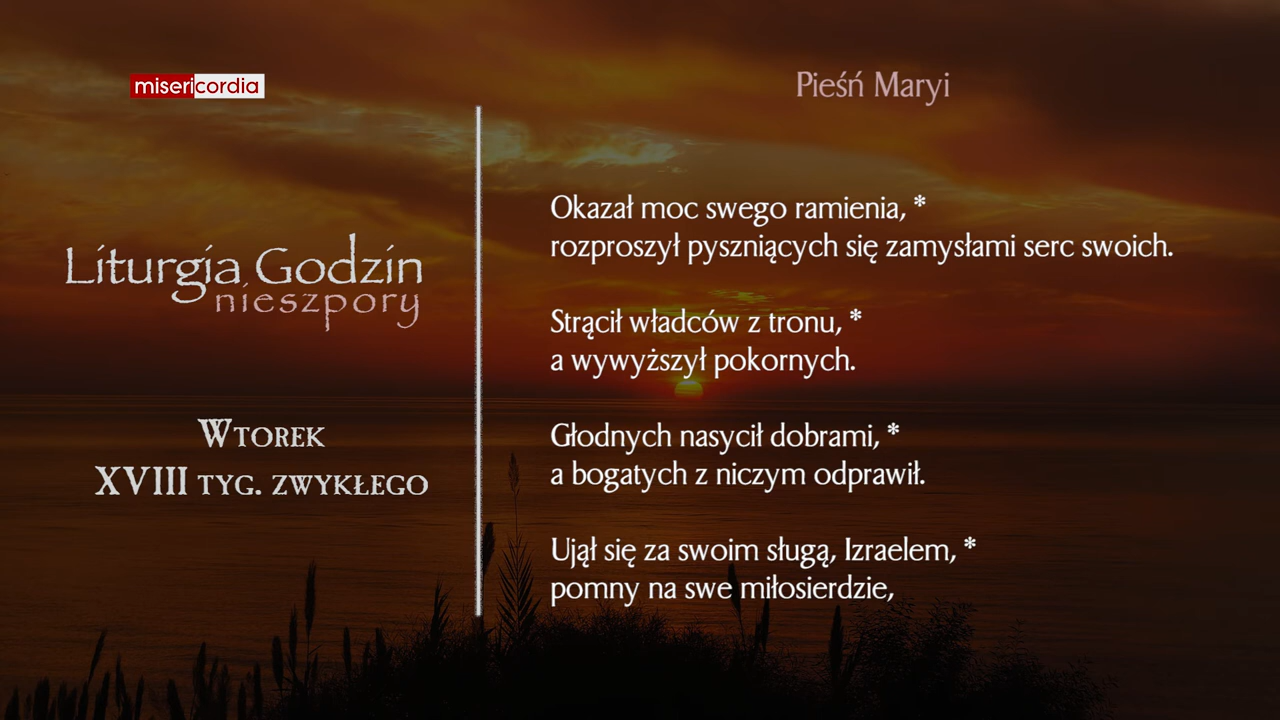 misericordia
Pieśń Maryi
Liturgia Godzin
nieszpory
Wtorek
XVIII tyg. zwykłego
Okazał moc swego ramienia, *
rozproszył pyszniących się zamysłami serc swoich.
Strącił władców z tronu, *
a wywyższył pokornych.
Głodnych nasycił dobrami, *
a bogatych z niczym odprawił.
Ujął się za swoim sługą, Izraelem, *
pomny na swe miłosierdzie,